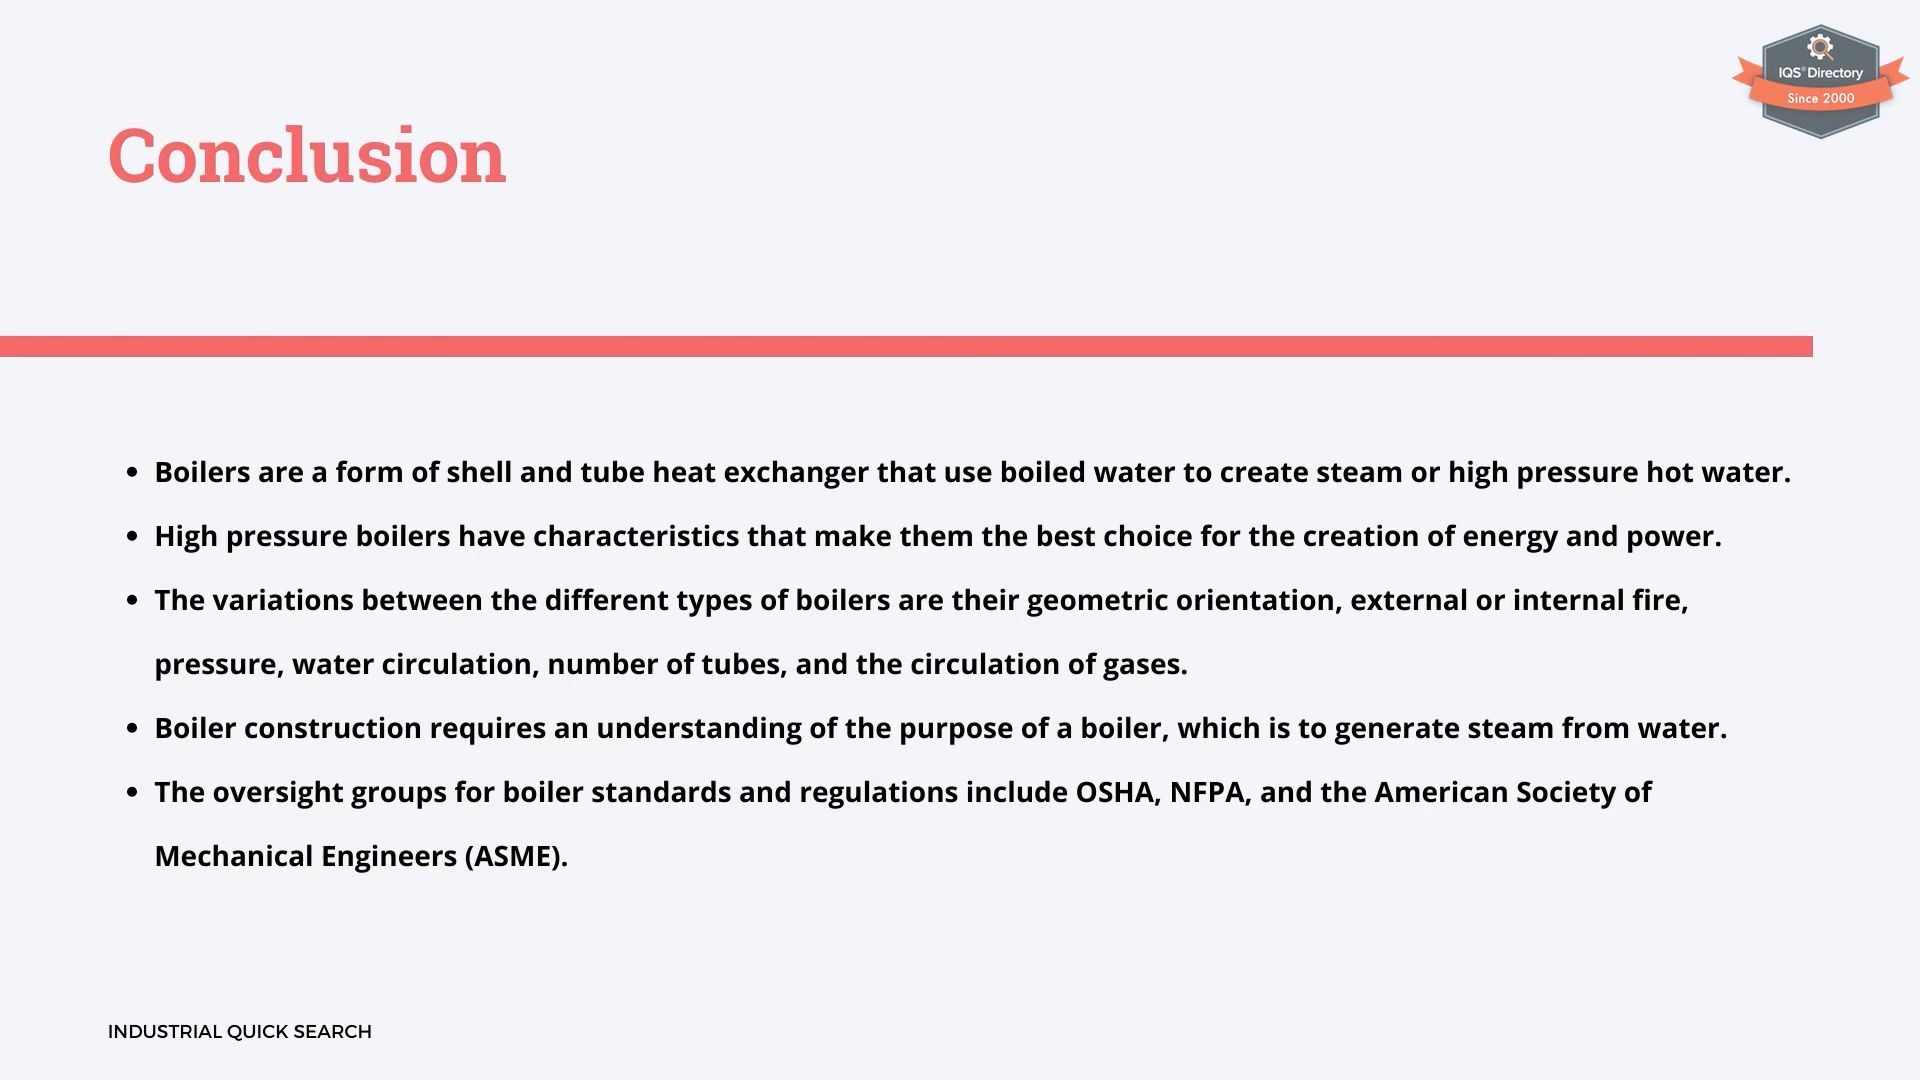 IQS® Directory
Since 2000
Conclusion
• Boilers are a form of shell and tube heat exchanger that use boiled water to create steam or high pressure hot water.
• High pressure boilers have characteristics that make them the best choice for the creation of energy and power.
• The variations between the different types of boilers are their geometric orientation, external or internal fire,
pressure, water circulation, number of tubes, and the circulation of gases.
• Boiler construction requires an understanding of the purpose of a boiler, which is to generate steam from water.
• The oversight groups for boiler standards and regulations include OSHA, NFPA, and the American Society of
Mechanical Engineers (ASME).
INDUSTRIAL QUICK SEARCH